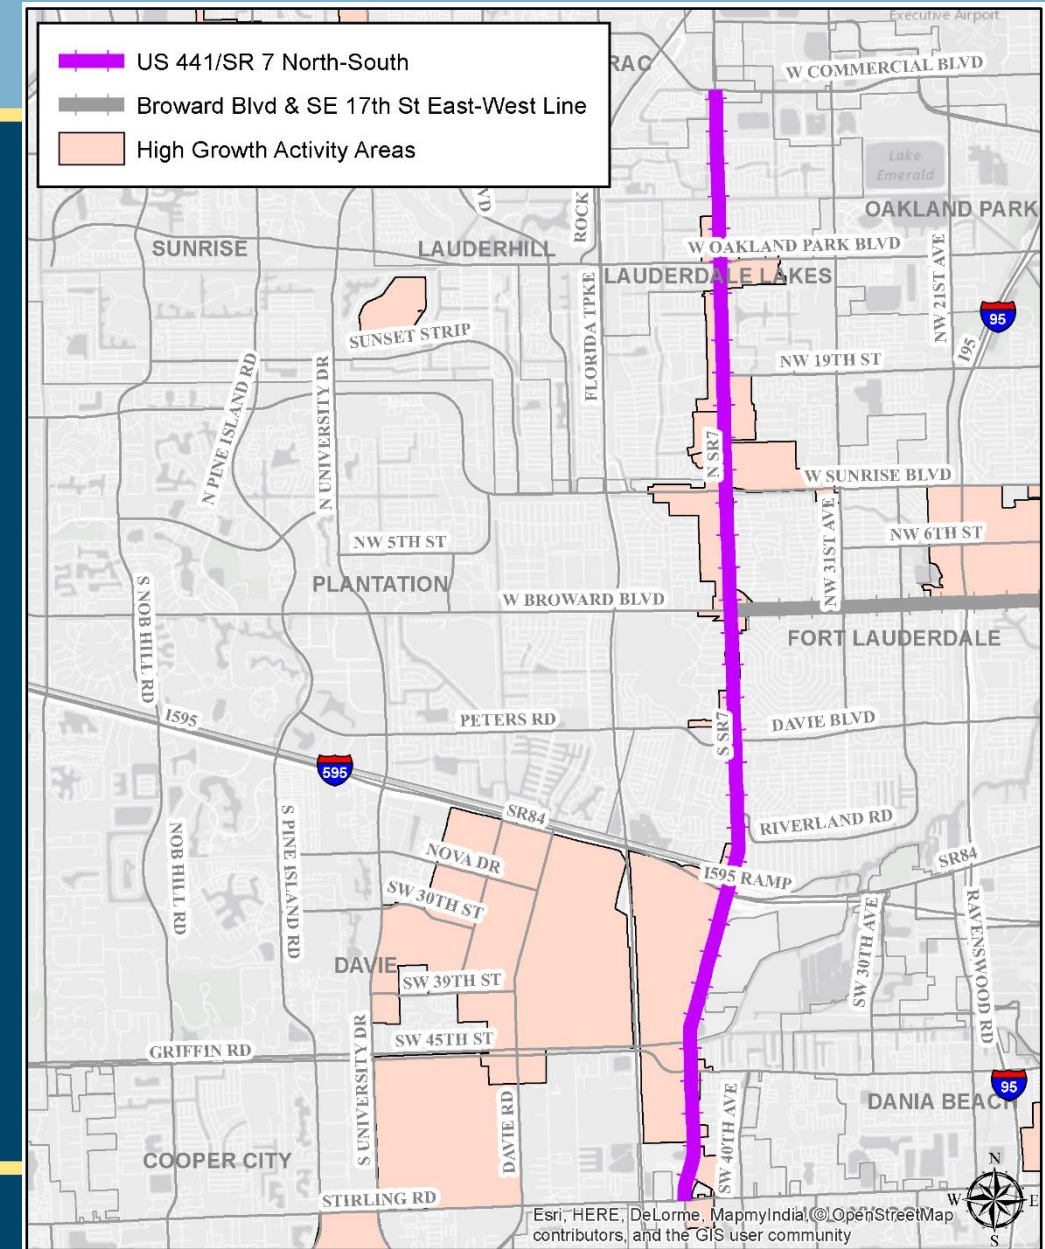 Executive Airport
US 441/SR 7 North-South
Broward Blvd & SE 17th St East-West Line
High Growth Activity Areas
RAC
W COMMERCIAL BLVD
Lake
Emerald
VD
ROCK
OAKLAND PARK
SUNRISE
LAUDERHILL
W OAKLAND PARK BLVD
LAUDERDALE LAKES
NW 21ST AVE
FLORIDA TPKE
95
I95
SUNSET STRIP
NW 19TH ST
N PINE ISLAND RD
N UNIVERSITY DR
N SR7
W SUNRISE BLVD
NW 31ST AVE
NW 6TH ST
NW 5TH ST
PLANTATION
W BROWARD BLVD
S NOB HILL RD
FORT LAUDERDALE
I595
PETERS RD
S SR7
DAVIE BLVD
595
SR84
RIVERLAND RD
NOB HILL RD
S PINE ISLAND RD
NOVA DR
I595 RAMP
SR84
SW 30TH ST
SW 30TH AVE
RAVENSWOOD RD
DAVIE
SW 39TH ST
SW 45TH ST
GRIFFIN RD
S UNIVERSITY DR
DAVIE RD
SW 40TH AVE
95
DANIA BEACH
COOPER CITY
STIRLING RD
N
W
E
S
Esri, HERE, DeLorme, MapmyIndia, © OpenStreetMap
contributors, and the GIS user community